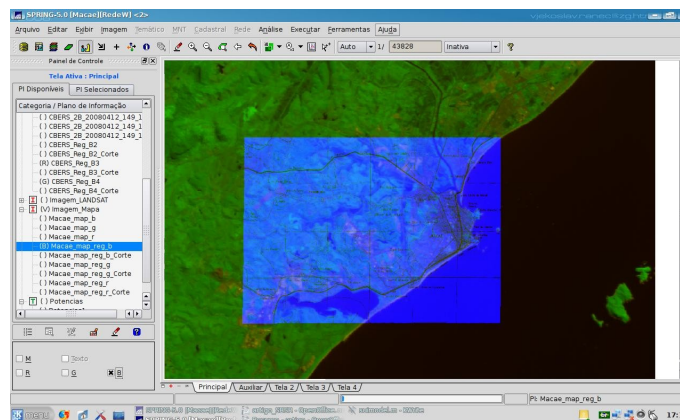 SPRING-5.0 [Macae][RedeW] <2>
Arquivo Editar Exibir Imagem Temático MNT Cadastral Rede Análise Executar Ferramentas Ajuda
Auto 1/ 43828 Inativa
Painel de Controle
Tela Ativa : Principal
PI Disponíveis PI Selecionados
Categoria / Plano de Informação
( ) CBERS_2B_20080412_149_1
( ) CBERS_2B_20080412_149_1
( ) CBERS_2B_20080412_149_1
( ) CBERS_Reg_B2
( ) CBERS_Reg_B2_Corte
(R) CBERS_Reg_B3
( ) CBERS_Reg_B3_Corte
(G) CBERS_Reg_B4
( ) CBERS_Reg_B4_Corte
( ) Imagem_LANDSAT
(V) Imagem_Mapa
( ) Macae_map_b
( ) Macae_map_g
( ) Macae_map_r
(B) Macae_map_reg_b
( ) Macae_map_reg_b_Corte
( ) Macae_map_reg_g
( ) Macae_map_reg_g_Corte
( ) Macae_map_reg_r
( ) Macae_map_reg_r_Corte
( ) Potencias
M Texto
R G B
Principal Auxiliar Tela 2 Tela 3 Tela 4
PI: Macae_map_reg_b
menu